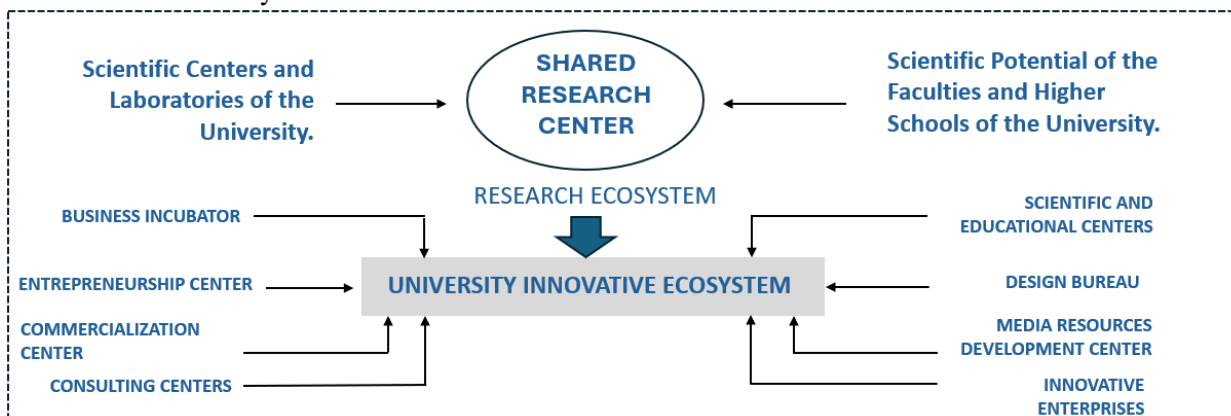 Scientific Centers and
Laboratories of the
University.
SHARED
RESEARCH
CENTER
Scientific Potential of the
Faculties and Higher
Schools of the University.
RESEARCH ECOSYSTEM
BUSINESS INCUBATOR
SCIENTIFIC AND
EDUCATIONAL CENTERS
ENTREPRENEURSHIP CENTER
UNIVERSITY INNOVATIVE ECOSYSTEM
DESIGN BUREAU
COMMERCIALIZATION
CENTER
MEDIA RESOURCES
DEVELOPMENT CENTER
CONSULTING CENTERS
INNOVATIVE
ENTERPRISES